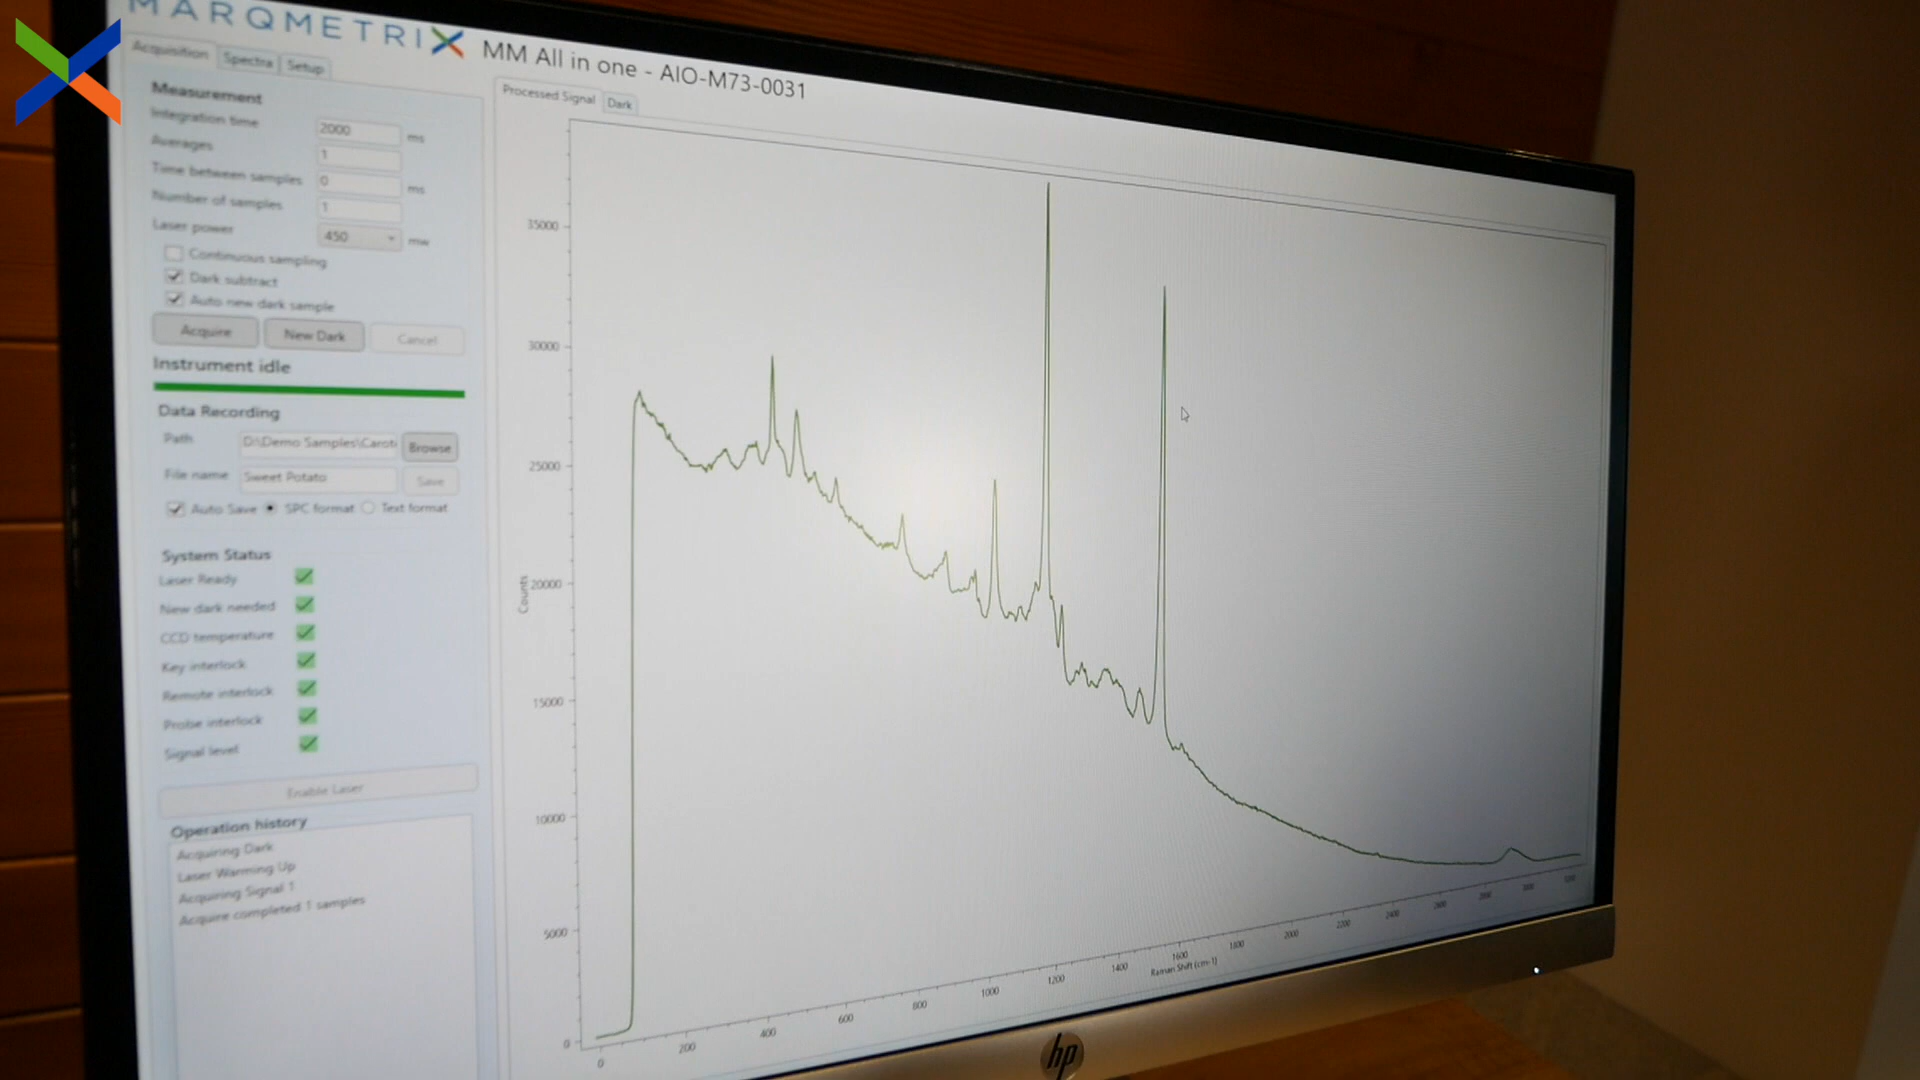 MARQMETRIX
MM All in one - AIO-M73-0031
Acquisition Spectra Setup
Measurement
Integration time 2000 ms
Averages 1
Time between samples 0 ms
Number of samples 1
Laser power 450 mw
Continuous sampling
Dark subtract
Auto new dark sample
Acquire New Dark Cancel
Instrument idle
Data Recording
Path D:\Demo Samples\Caroti Browse
File name Sweet Potato Save
Auto Save SPC format Text format
System Status
Laser Ready
New dark needed
CCD temperature
Key interlock
Remote interlock
Probe interlock
Signal level
Enable Laser
Operation history
Acquiring Dark
Laser Warming Up
Acquiring Signal 1
Acquire completed 1 samples
Processed Signal Dark
35000
30000
25000
20000
15000
10000
5000
0
Counts
0 200 400 600 800 1000 1200 1400 1600 1800 2000 2200 2400 2600 2800 3000 3200
Raman Shift (cm-1)
hp